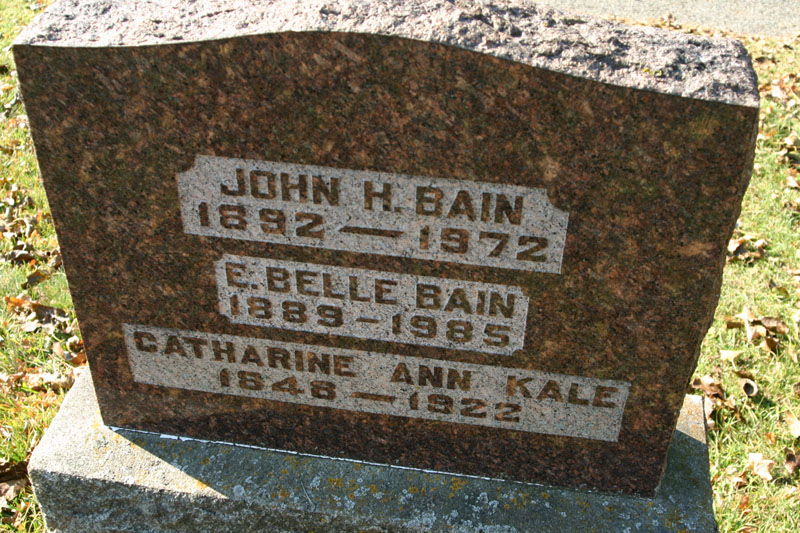 JOHN H. BAIN
1892 — 1972
E. BELLE BAIN
1889 - 1985
CATHARINE ANN KALE
1846 — 1922